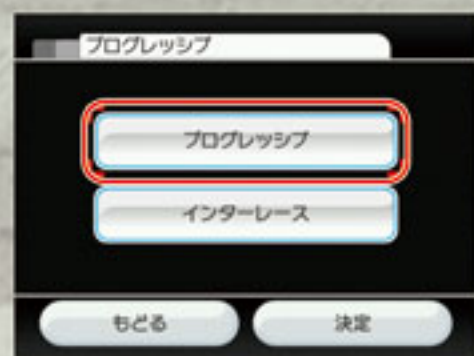 プログレッシブ
プログレッシブ
インターレース
もどる
決定